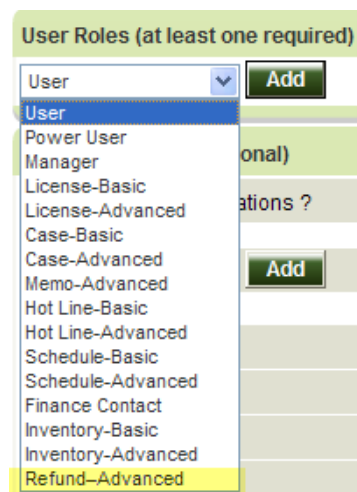 User Roles (at least one required)
User
Add
User
Power User
Manager
License-Basic
License-Advanced
Case-Basic
Case-Advanced
Memo-Advanced
Hot Line-Basic
Hot Line-Advanced
Schedule-Basic
Schedule-Advanced
Finance Contact
Inventory-Basic
Inventory-Advanced
Refund–Advanced
onal)
ations ?
Add